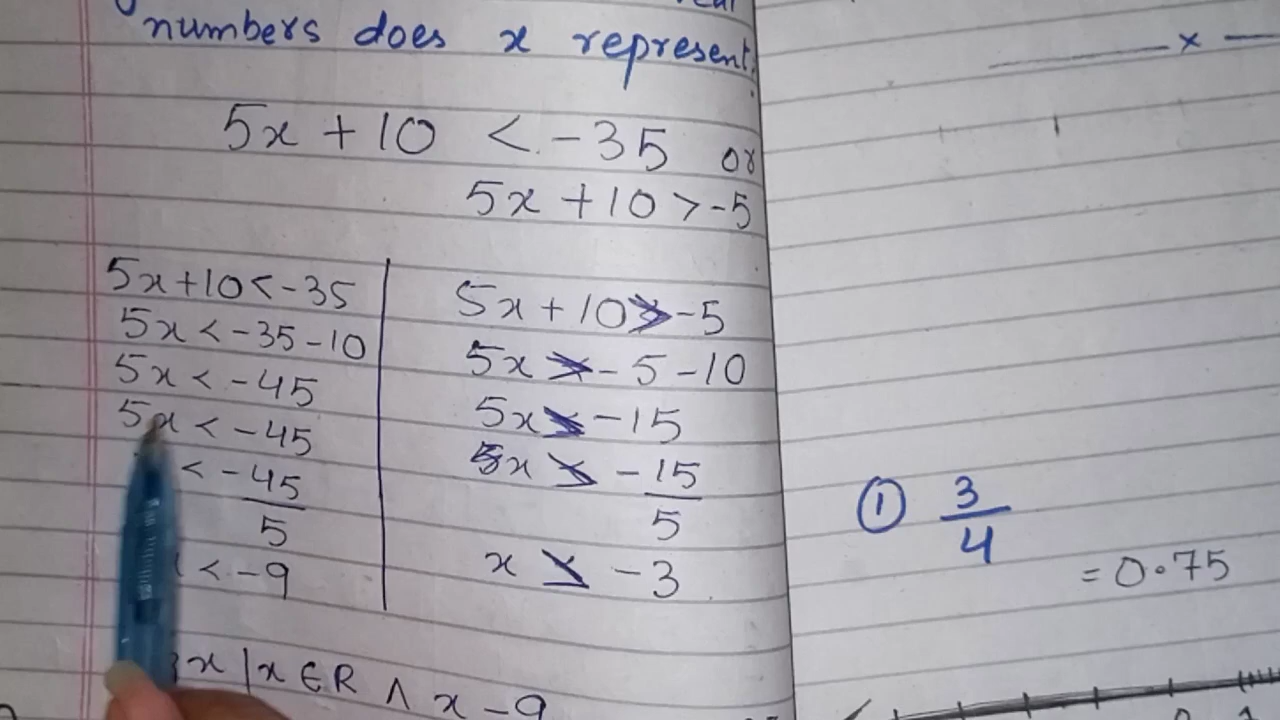 numbers does x represent.
5x + 10 < -35 or
5x + 10 > -5
5x+10 < -35
5x < -35 - 10
5x < -45
5x < -45
< -45
5
< -9
5x + 10 > -5
5x > -5 - 10
5x > -15
5x > -15
5
x > -3
x | x ∈ R ∧ x - 9
x
① 3
4
= 0.75